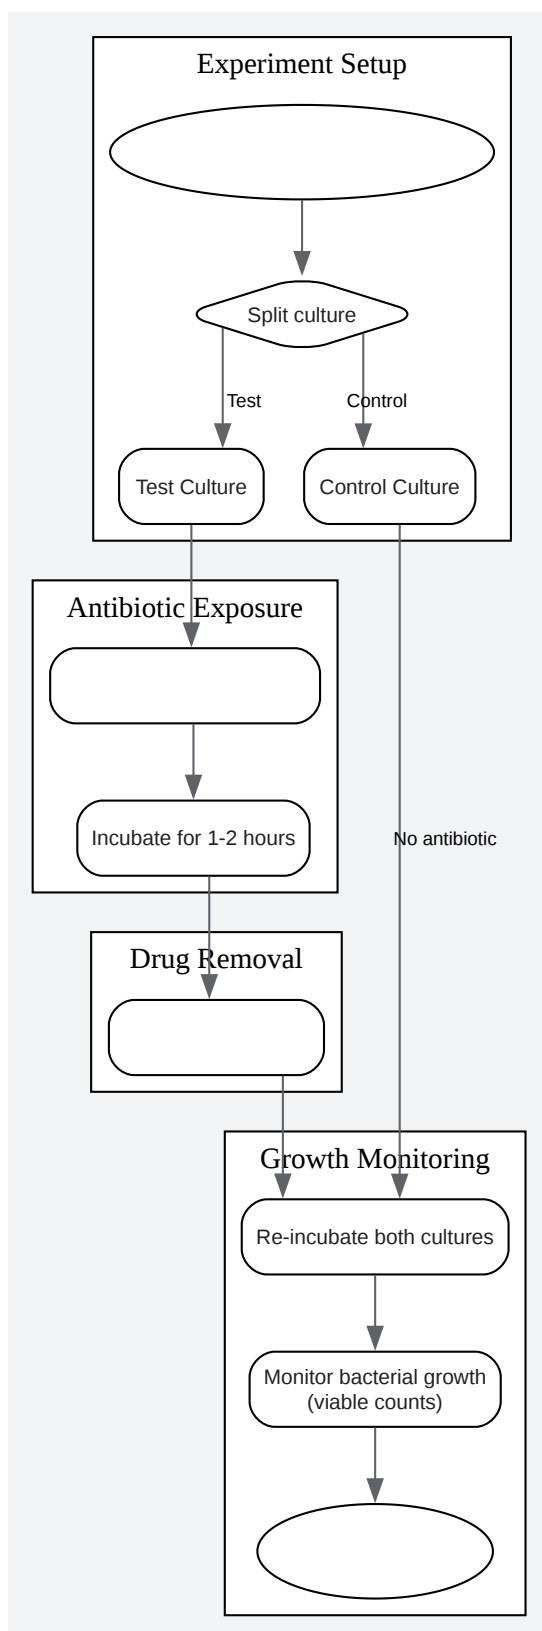 Experiment Setup
Split culture
Test
Control
Test Culture
Control Culture
Antibiotic Exposure
Incubate for 1-2 hours
No antibiotic
Drug Removal
Growth Monitoring
Re-incubate both cultures
Monitor bacterial growth
(viable counts)